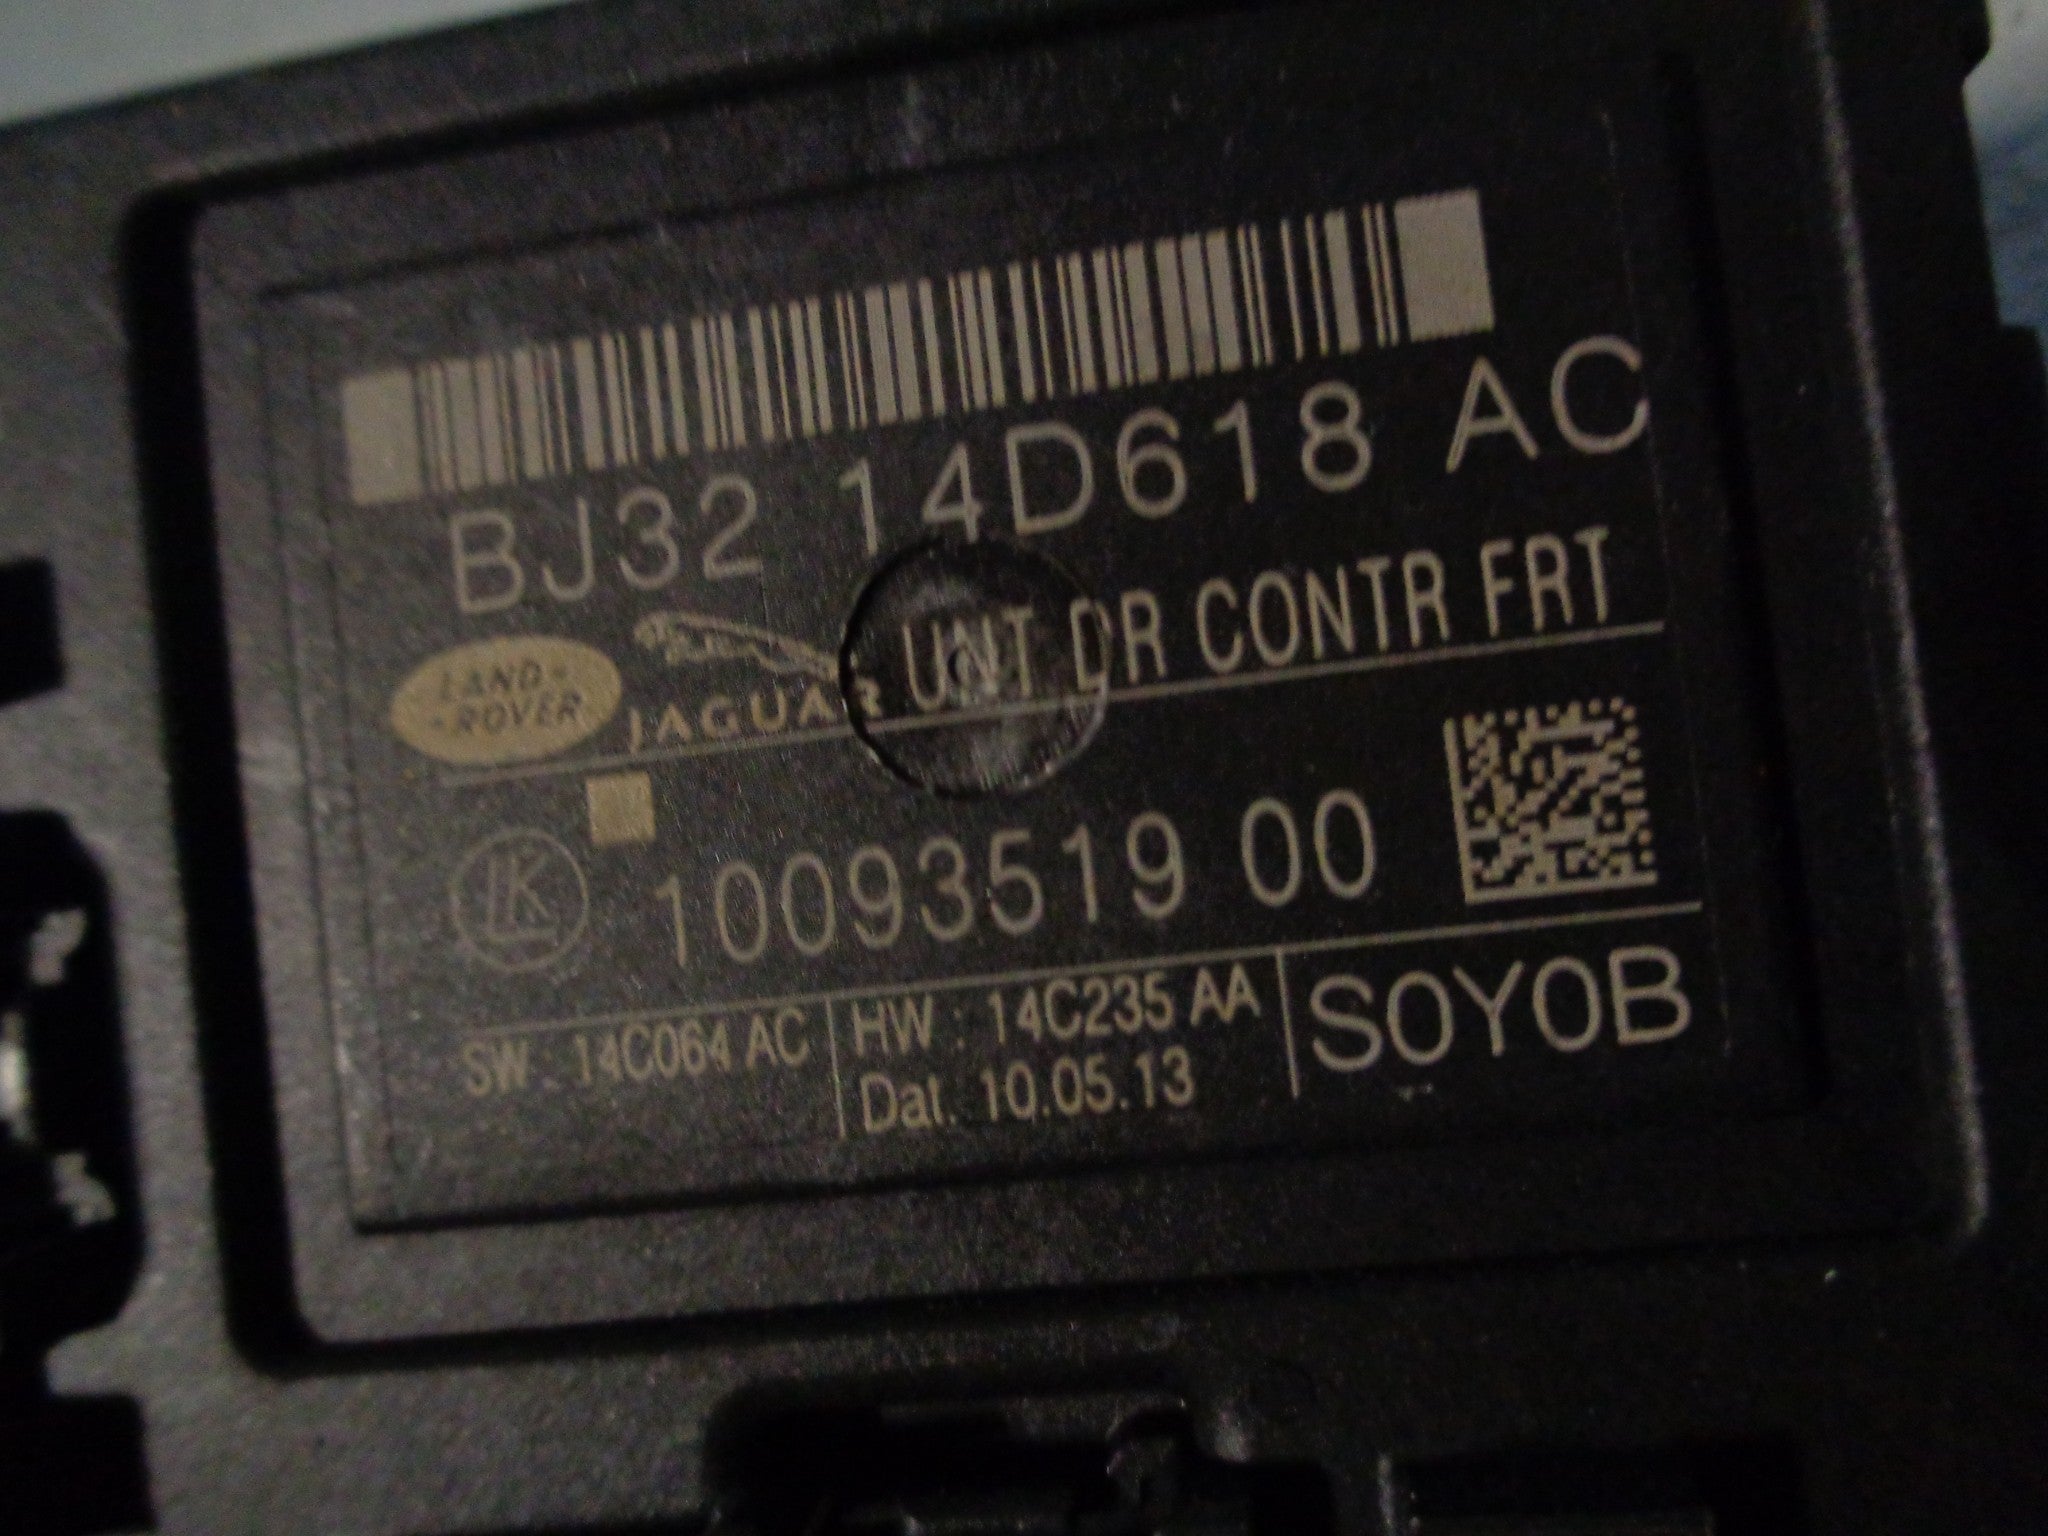 BJ32 14D618 AC
LAND-
-ROVER
JAGUAR UNT DR CONTR FRT
LK 10093519 00
SW : 14C064 AC
HW : 14C235 AA
Dat. 10.05.13
S0Y0B